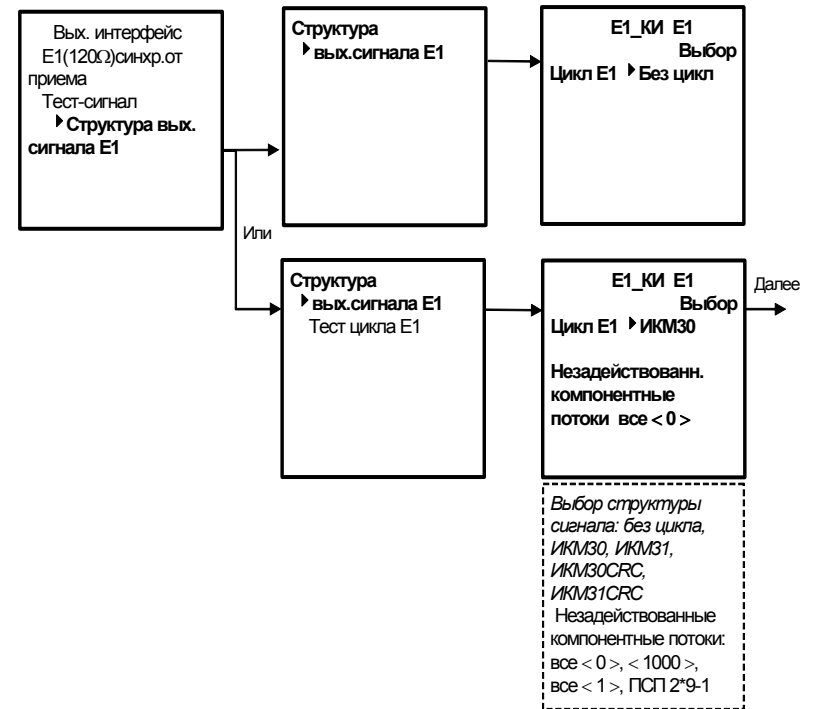 Вых. интерфейс
Е1(120Ω)синхр.от
приема
Тест-сигнал
Структура вых.
сигнала Е1
Структура
вых.сигнала Е1
Е1_КИ Е1
Выбор
Цикл Е1 Без цикл
Или
Структура
вых.сигнала Е1
Тест цикла Е1
Е1_КИ Е1
Выбор
Цикл Е1 ИКМ30
Незадействованн.
компонентные
потоки все < 0 >
Далее
Выбор структуры
сигнала: без цикла,
ИКМ30, ИКМ31,
ИКМ30CRC,
ИКМ31CRC
Незадействованные
компонентные потоки:
все < 0 >, < 1000 >,
все < 1 >, ПСП 2*9-1